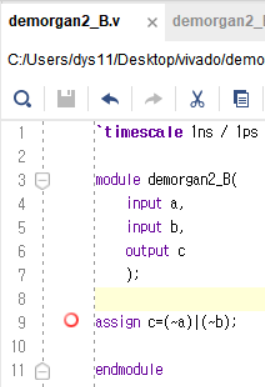 demorgan2_B.v × demorgan2_
C:/Users/dys11/Desktop/vivado/demo
1 `timescale 1ns / 1ps
2
3 module demorgan2_B(
4 input a,
5 input b,
6 output c
7 );
8
9 assign c=(~a)|(~b);
10
11 endmodule